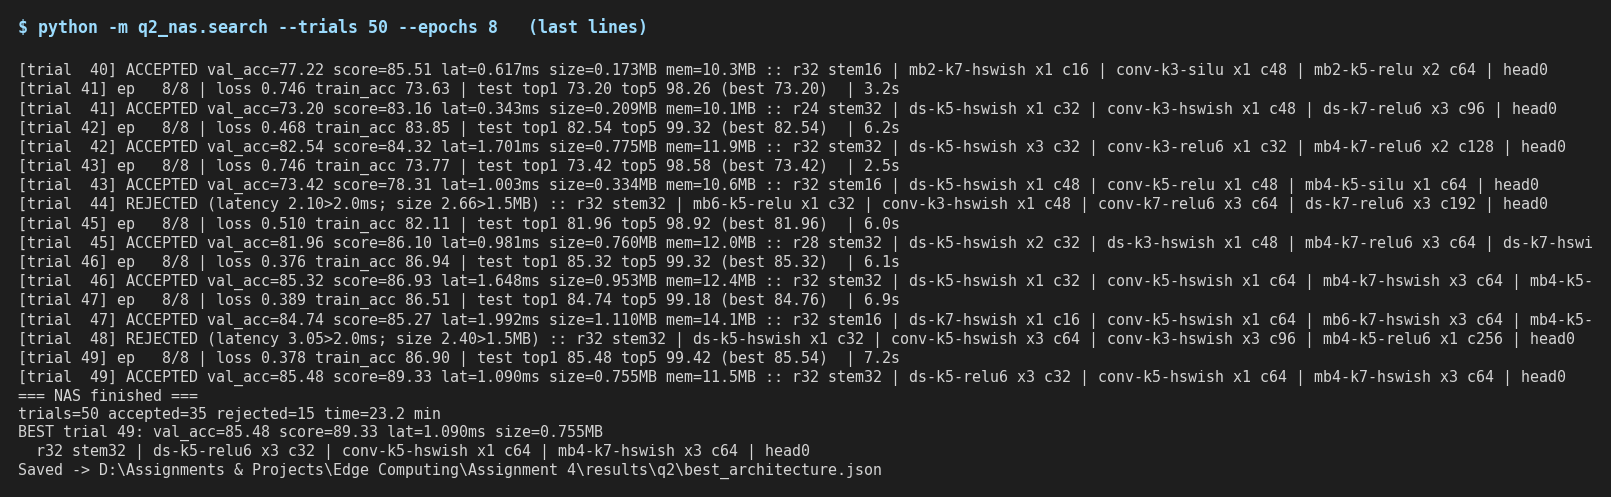 $ python -m q2_nas.search --trials 50 --epochs 8   (last lines)
[trial  40] ACCEPTED val_acc=77.22 score=85.51 lat=0.617ms size=0.173MB mem=10.3MB :: r32 stem16 | mb2-k7-hswish x1 c16 | conv-k3-silu x1 c48 | mb2-k5-relu x2 c64 | head0
[trial 41] ep   8/8 | loss 0.746 train_acc 73.63 | test top1 73.20 top5 98.26 (best 73.20)  | 3.2s
[trial  41] ACCEPTED val_acc=73.20 score=83.16 lat=0.343ms size=0.209MB mem=10.1MB :: r24 stem32 | ds-k5-hswish x1 c32 | conv-k3-hswish x1 c48 | ds-k7-relu6 x3 c96 | head0
[trial 42] ep   8/8 | loss 0.468 train_acc 83.85 | test top1 82.54 top5 99.32 (best 82.54)  | 6.2s
[trial  42] ACCEPTED val_acc=82.54 score=84.32 lat=1.701ms size=0.775MB mem=11.9MB :: r32 stem32 | ds-k5-hswish x3 c32 | conv-k3-relu6 x1 c32 | mb4-k7-relu6 x2 c128 | head0
[trial 43] ep   8/8 | loss 0.746 train_acc 73.77 | test top1 73.42 top5 98.58 (best 73.42)  | 2.5s
[trial  43] ACCEPTED val_acc=73.42 score=78.31 lat=1.003ms size=0.334MB mem=10.6MB :: r32 stem16 | ds-k5-hswish x1 c48 | conv-k5-relu x1 c48 | mb4-k5-silu x1 c64 | head0
[trial  44] REJECTED (latency 2.10>2.0ms; size 2.66>1.5MB) :: r32 stem32 | mb6-k5-relu x1 c32 | conv-k3-hswish x1 c48 | conv-k7-relu6 x3 c64 | ds-k7-relu6 x3 c192 | head0
[trial 45] ep   8/8 | loss 0.510 train_acc 82.11 | test top1 81.96 top5 98.92 (best 81.96)  | 6.0s
[trial  45] ACCEPTED val_acc=81.96 score=86.10 lat=0.981ms size=0.760MB mem=12.0MB :: r28 stem32 | ds-k5-hswish x2 c32 | ds-k3-hswish x1 c48 | mb4-k7-relu6 x3 c64 | ds-k7-hswi
[trial 46] ep   8/8 | loss 0.376 train_acc 86.94 | test top1 85.32 top5 99.32 (best 85.32)  | 6.1s
[trial  46] ACCEPTED val_acc=85.32 score=86.93 lat=1.648ms size=0.953MB mem=12.4MB :: r32 stem32 | ds-k5-hswish x1 c32 | conv-k5-hswish x1 c64 | mb4-k7-hswish x3 c64 | mb4-k5-
[trial 47] ep   8/8 | loss 0.389 train_acc 86.51 | test top1 84.74 top5 99.18 (best 84.76)  | 6.9s
[trial  47] ACCEPTED val_acc=84.74 score=85.27 lat=1.992ms size=1.110MB mem=14.1MB :: r32 stem16 | ds-k7-hswish x1 c16 | conv-k5-hswish x1 c64 | mb6-k7-hswish x3 c64 | mb4-k5-
[trial  48] REJECTED (latency 3.05>2.0ms; size 2.40>1.5MB) :: r32 stem32 | ds-k5-hswish x1 c32 | conv-k5-hswish x3 c64 | conv-k3-hswish x3 c96 | mb4-k5-relu6 x1 c256 | head0
[trial 49] ep   8/8 | loss 0.378 train_acc 86.90 | test top1 85.48 top5 99.42 (best 85.54)  | 7.2s
[trial  49] ACCEPTED val_acc=85.48 score=89.33 lat=1.090ms size=0.755MB mem=11.5MB :: r32 stem32 | ds-k5-relu6 x3 c32 | conv-k5-hswish x1 c64 | mb4-k7-hswish x3 c64 | head0
=== NAS finished ===
trials=50 accepted=35 rejected=15 time=23.2 min
BEST trial 49: val_acc=85.48 score=89.33 lat=1.090ms size=0.755MB
  r32 stem32 | ds-k5-relu6 x3 c32 | conv-k5-hswish x1 c64 | mb4-k7-hswish x3 c64 | head0
Saved -> D:\Assignments & Projects\Edge Computing\Assignment 4\results\q2\best_architecture.json